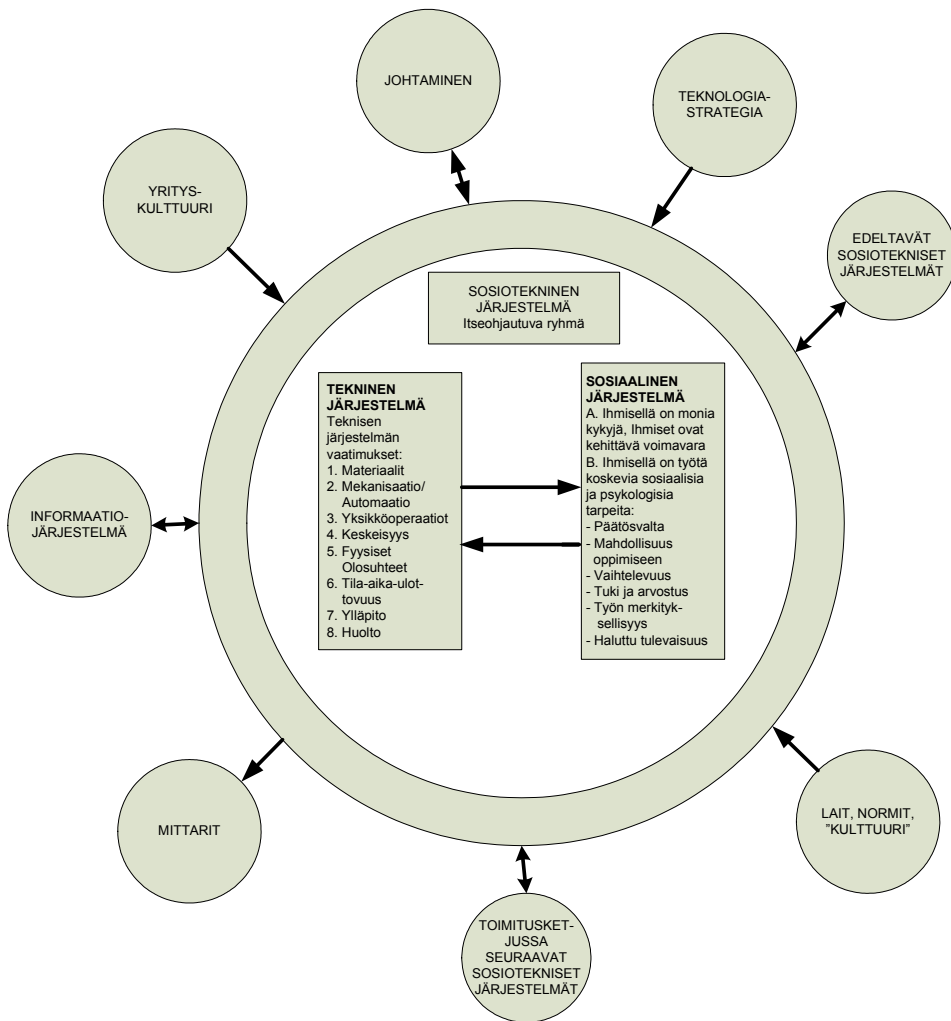 JOHTAMINEN
TEKNOLOGIA-
STRATEGIA
YRITYS-
KULTTUURI
EDELTAVÄT
SOSIOTEKNISET
JÄRJESTELMÄT
SOSIOTEKNINEN
JÄRJESTELMÄ
Itseohjautuva ryhmä
TEKNINEN
JÄRJESTELMÄ
Teknisen
järjestelmän
vaatimukset:
1. Materiaalit
2. Mekanisaatio/
Automaatio
3. Yksikköoperaatiot
4. Keskeisyys
5. Fyysiset
Olosuhteet
6. Tila-aika-ulot-
tovuus
7. Ylläpito
8. Huolto
SOSIAALINEN
JÄRJESTELMÄ
A. Ihmisellä on monia
kykyjä, Ihmiset ovat
kehittävä voimavara
B. Ihmisellä on työtä
koskevia sosiaalisia
ja psykologisia
tarpeita:
- Päätösvalta
- Mahdollisuus
oppimiseen
- Vaihtelevuus
- Tuki ja arvostus
- Työn merkityk-
sellisyys
- Haluttu tulevaisuus
INFORMAATIO-
JÄRJESTELMÄ
MITTARIT
LAIT, NORMIT,
"KULTTUURI"
TOIMITUSKET-
JUSSA
SEURAAVAT
SOSIOTEKNISET
JÄRJESTELMÄT